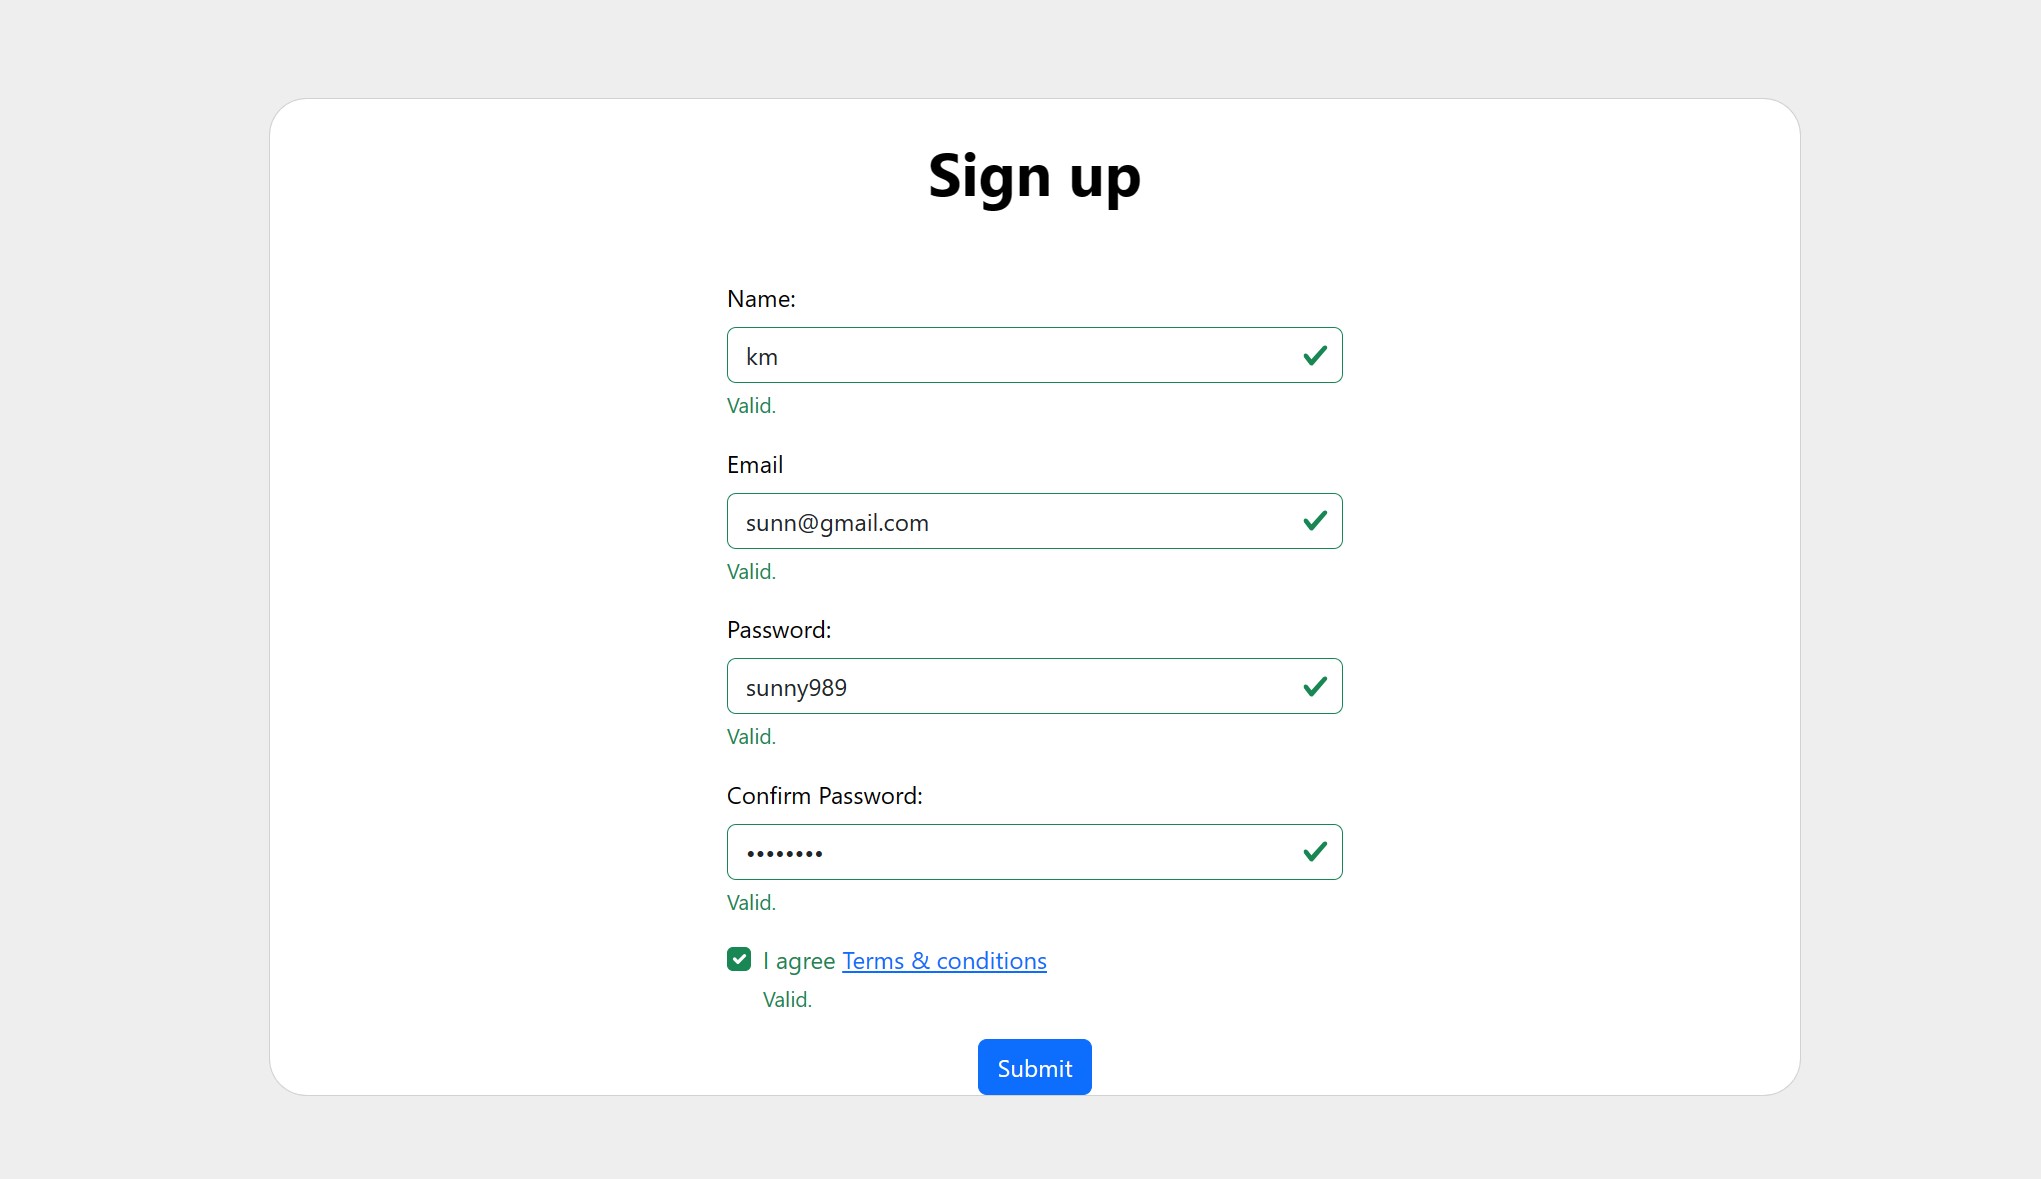 Sign up
Name:
km
Valid.
Email
sunn@gmail.com
Valid.
Password:
sunny989
Valid.
Confirm Password:
••••••••
Valid.
I agree Terms & conditions
Valid.
Submit